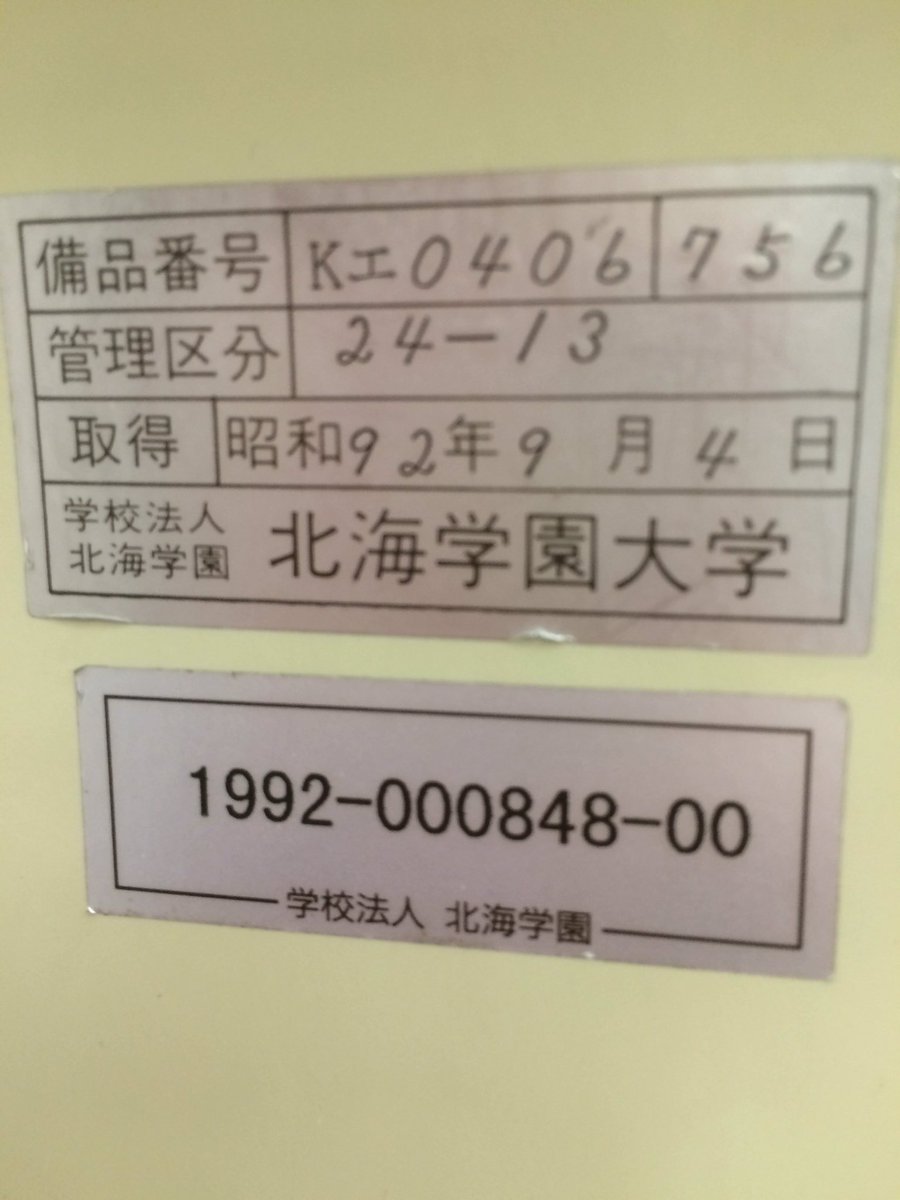 備品番号 Kエ0406 756
管理区分 24-13
取得 昭和92年9月4日
学校法人
北海学園 北海学園大学
1992-000848-00
学校法人 北海学園